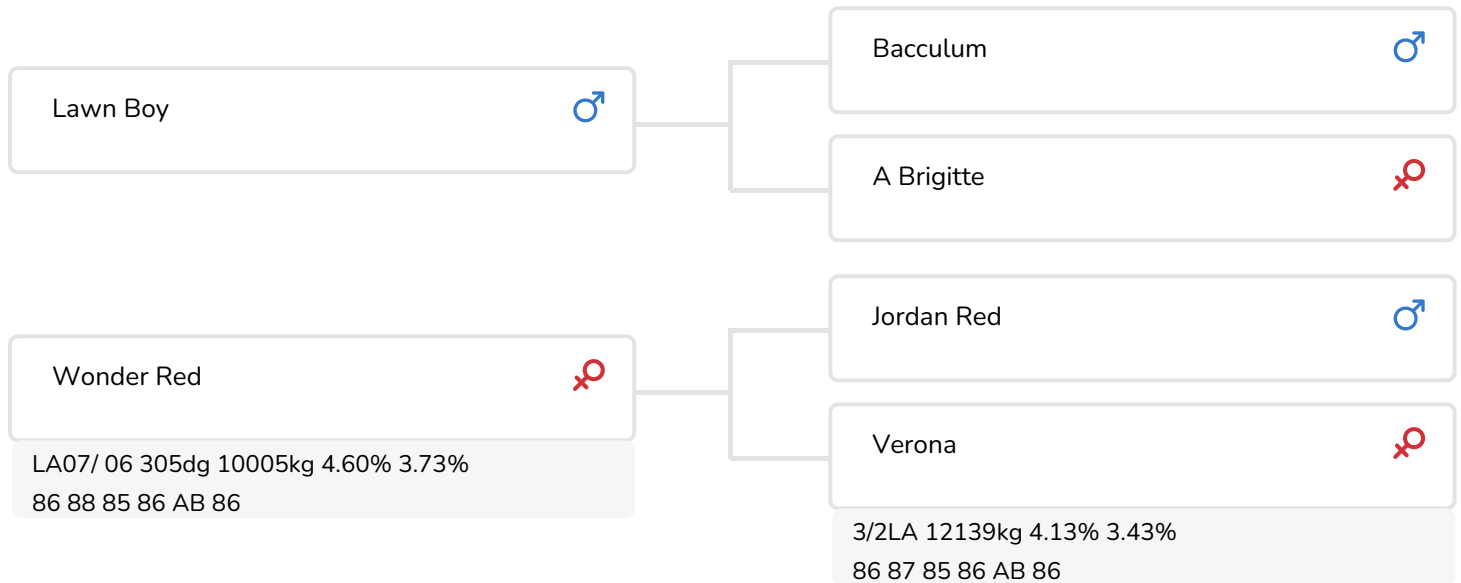 Lawn Boy
Bacculum
A Brigitte
Wonder Red
LA07/ 06 305dg 10005kg 4.60% 3.73%
86 88 85 86 AB 86
Jordan Red
Verona
3/2LA 12139kg 4.13% 3.43%
86 87 85 86 AB 86